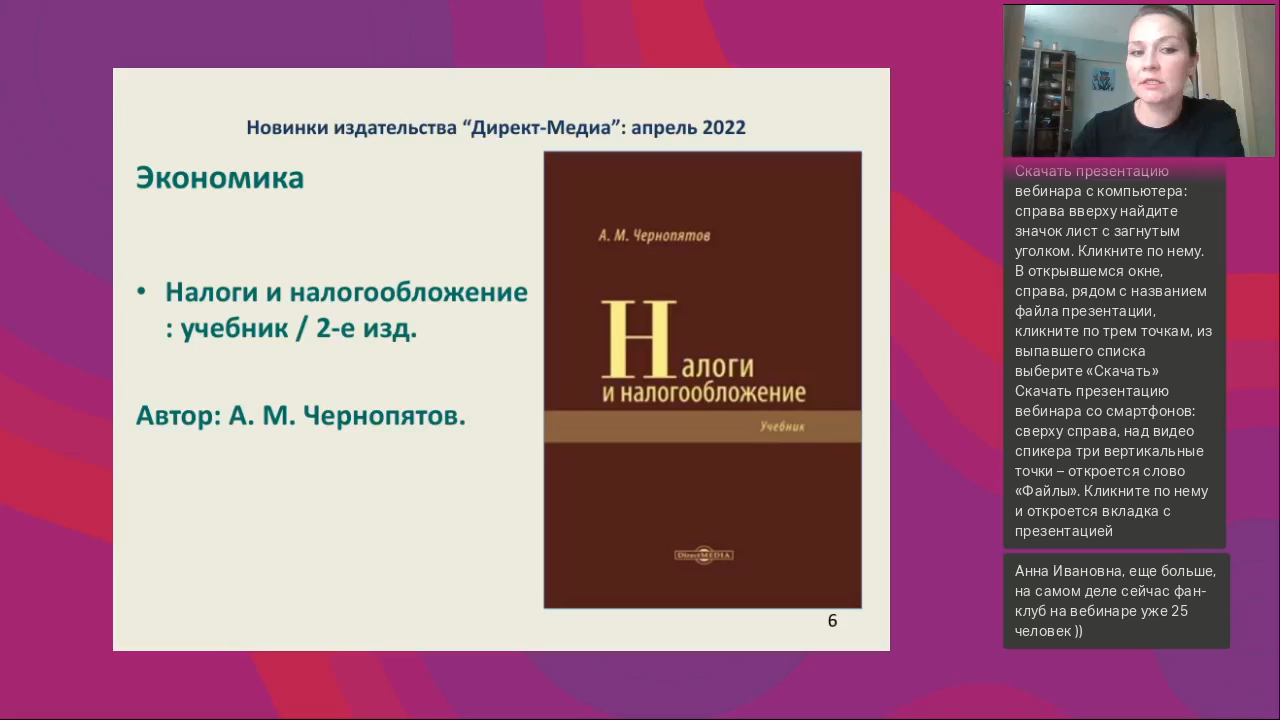 Новинки издательства “Директ-Медиа”: апрель 2022
Экономика
• Налоги и налогообложение
: учебник / 2-е изд.
Автор: А. М. Чернопятов.
А. М. Чернопятов
Налоги
и налогообложение
Учебник
DirectMEDIA
6
Скачать презентацию
вебинара с компьютера:
справа вверху найдите
значок лист с загнутым
уголком. Кликните по нему.
В открывшемся окне,
справа, рядом с названием
файла презентации,
кликните по трем точкам, из
выпавшего списка
выберите «Скачать»
Скачать презентацию
вебинара со смартфонов:
сверху справа, над видео
спикера три вертикальные
точки – откроется слово
«Файлы». Кликните по нему
и откроется вкладка с
презентацией
Анна Ивановна, еще больше,
на самом деле сейчас фан-
клуб на вебинаре уже 25
человек ))